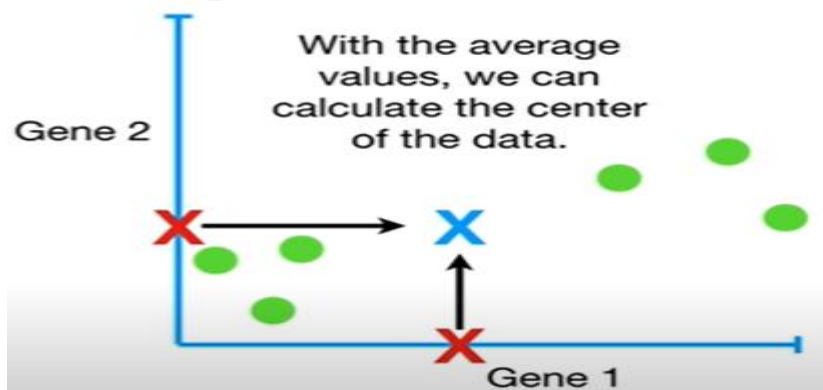 With the average
values, we can
calculate the center
of the data.
Gene 2
Gene 1